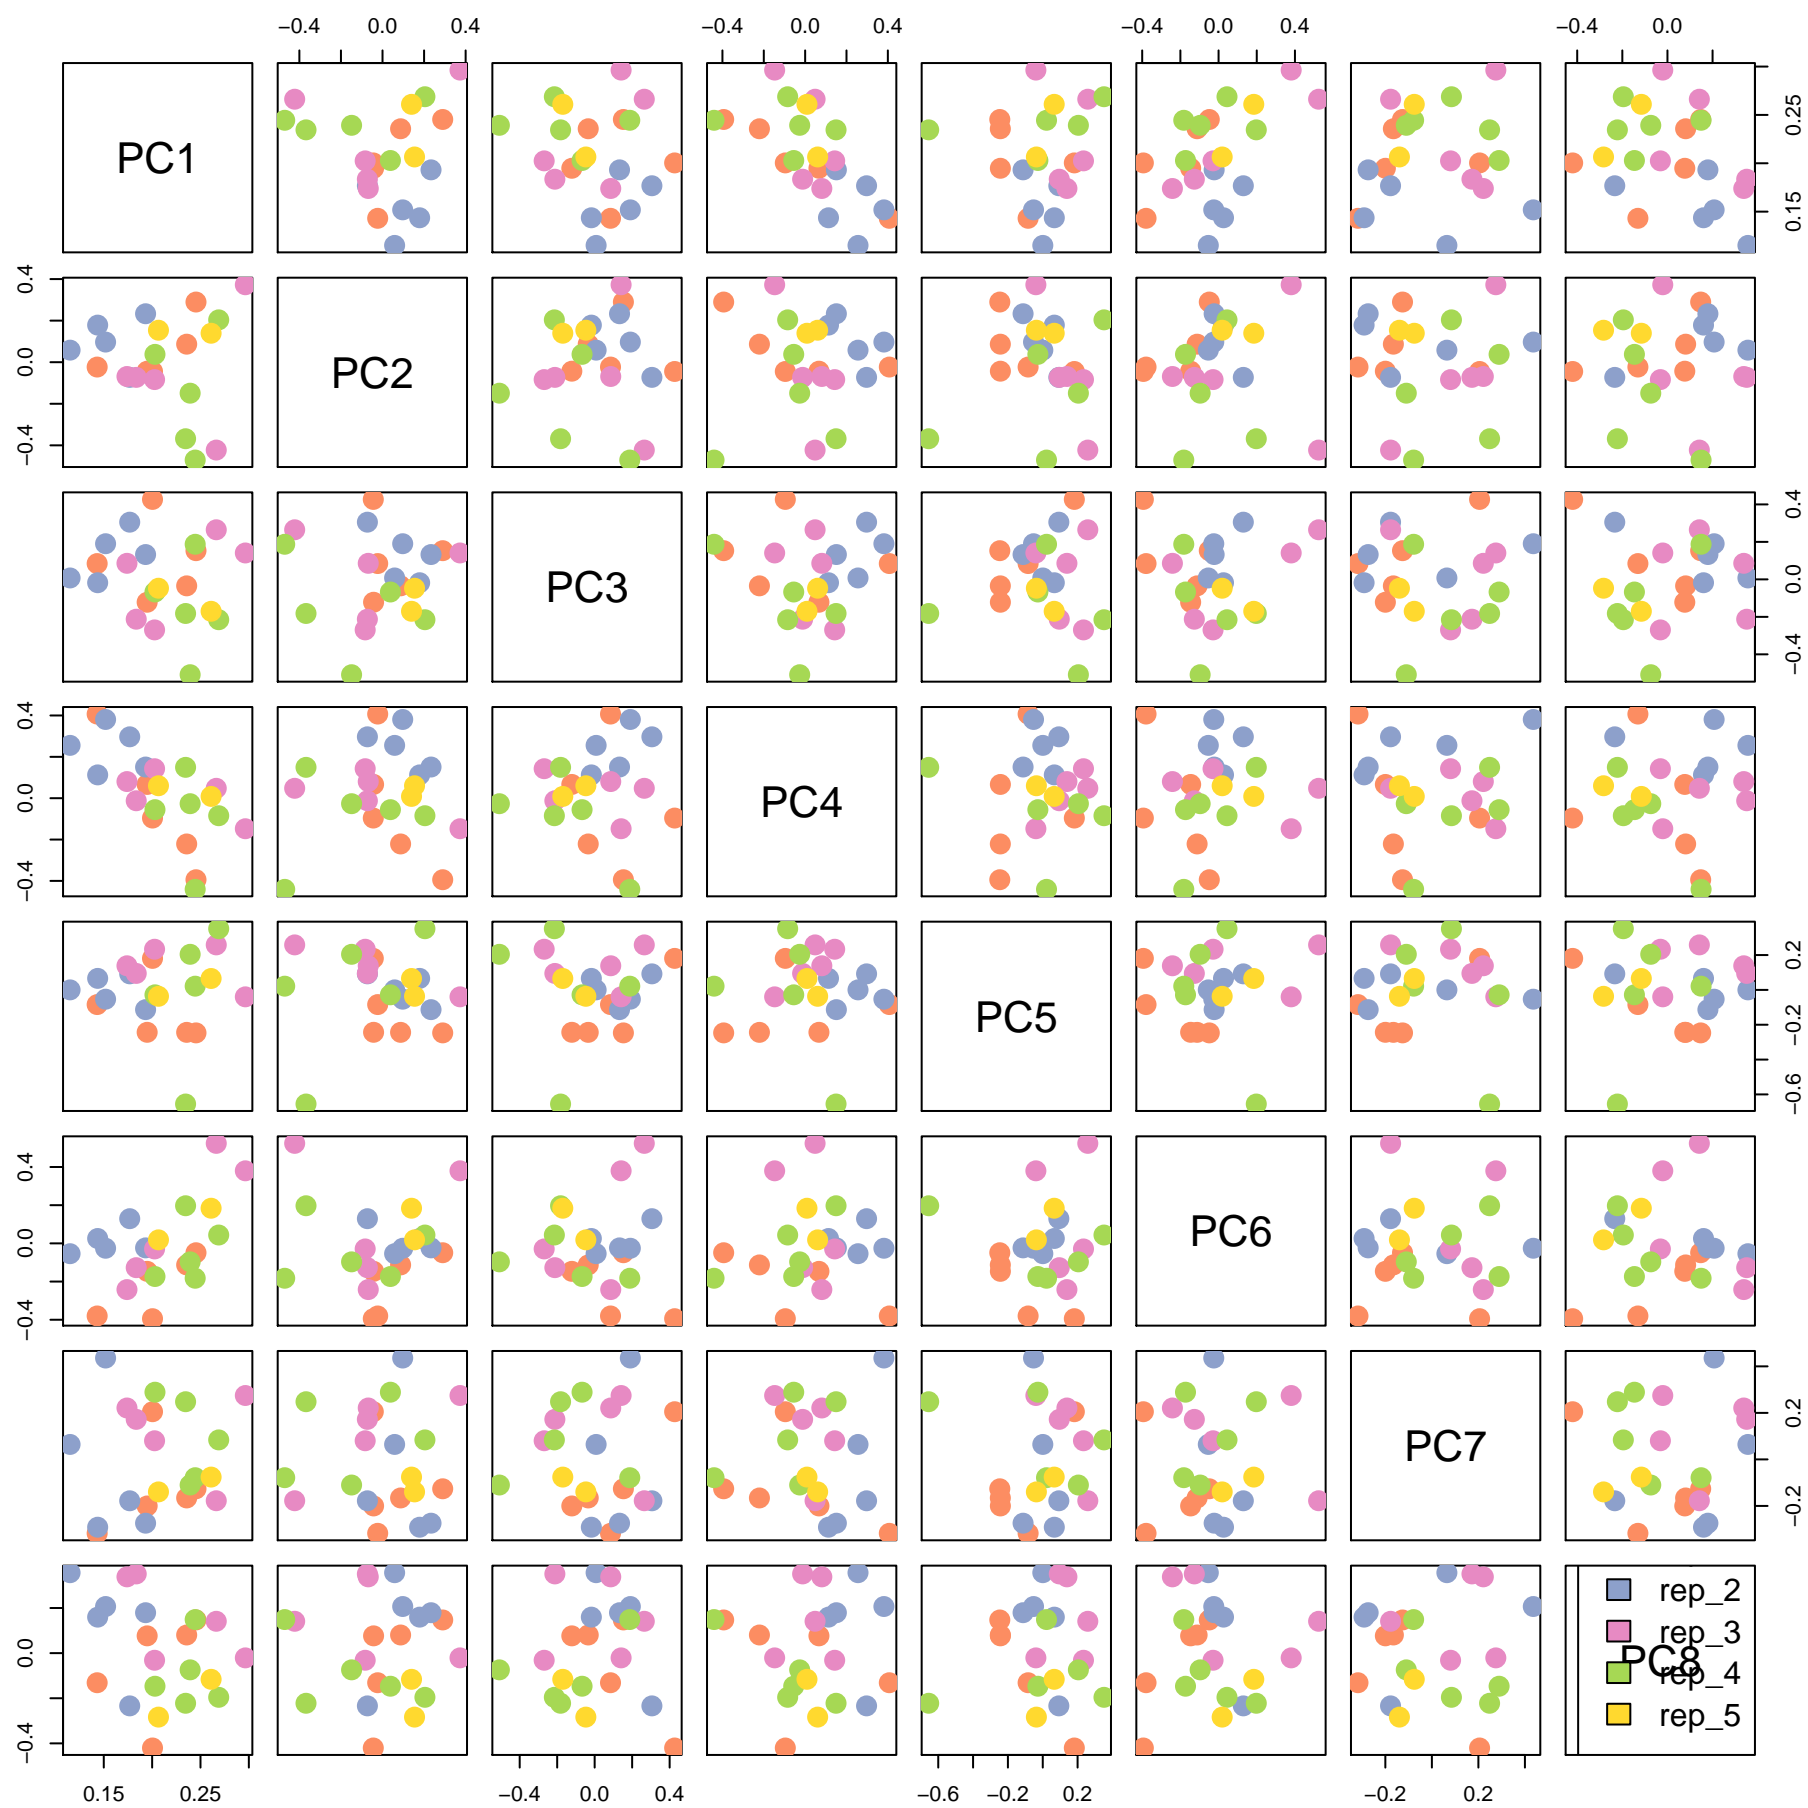 −0.4 0.0 0.4 −0.4 0.0 0.4 −0.4 0.0 0.4 −0.4 0.0
PC1 0.15 0.25
−0.4 0.0 0.4 PC2
PC3 −0.4 0.0 0.4
−0.4 0.0 0.4 PC4
PC5 −0.6 −0.2 0.2
−0.4 0.0 0.4 PC6
PC7 −0.2 0.2
−0.4 0.0 PC8
rep_2
rep_3
rep_4
rep_5
0.15 0.25 −0.4 0.0 0.4 −0.6 −0.2 0.2 −0.2 0.2